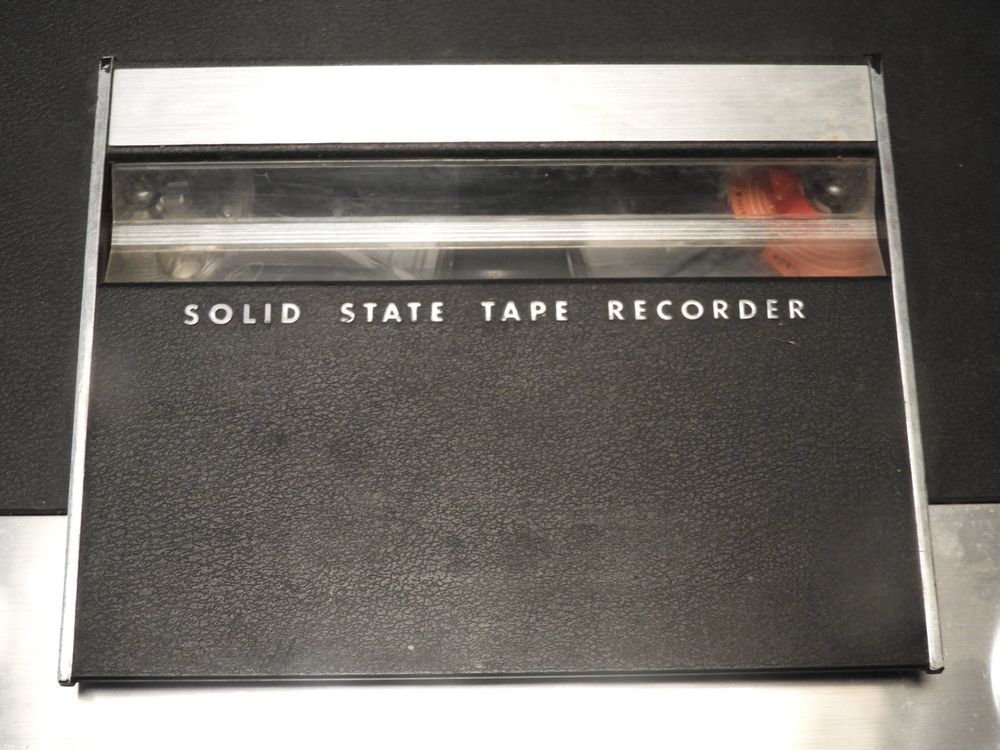 SOLID STATE TAPE RECORDER